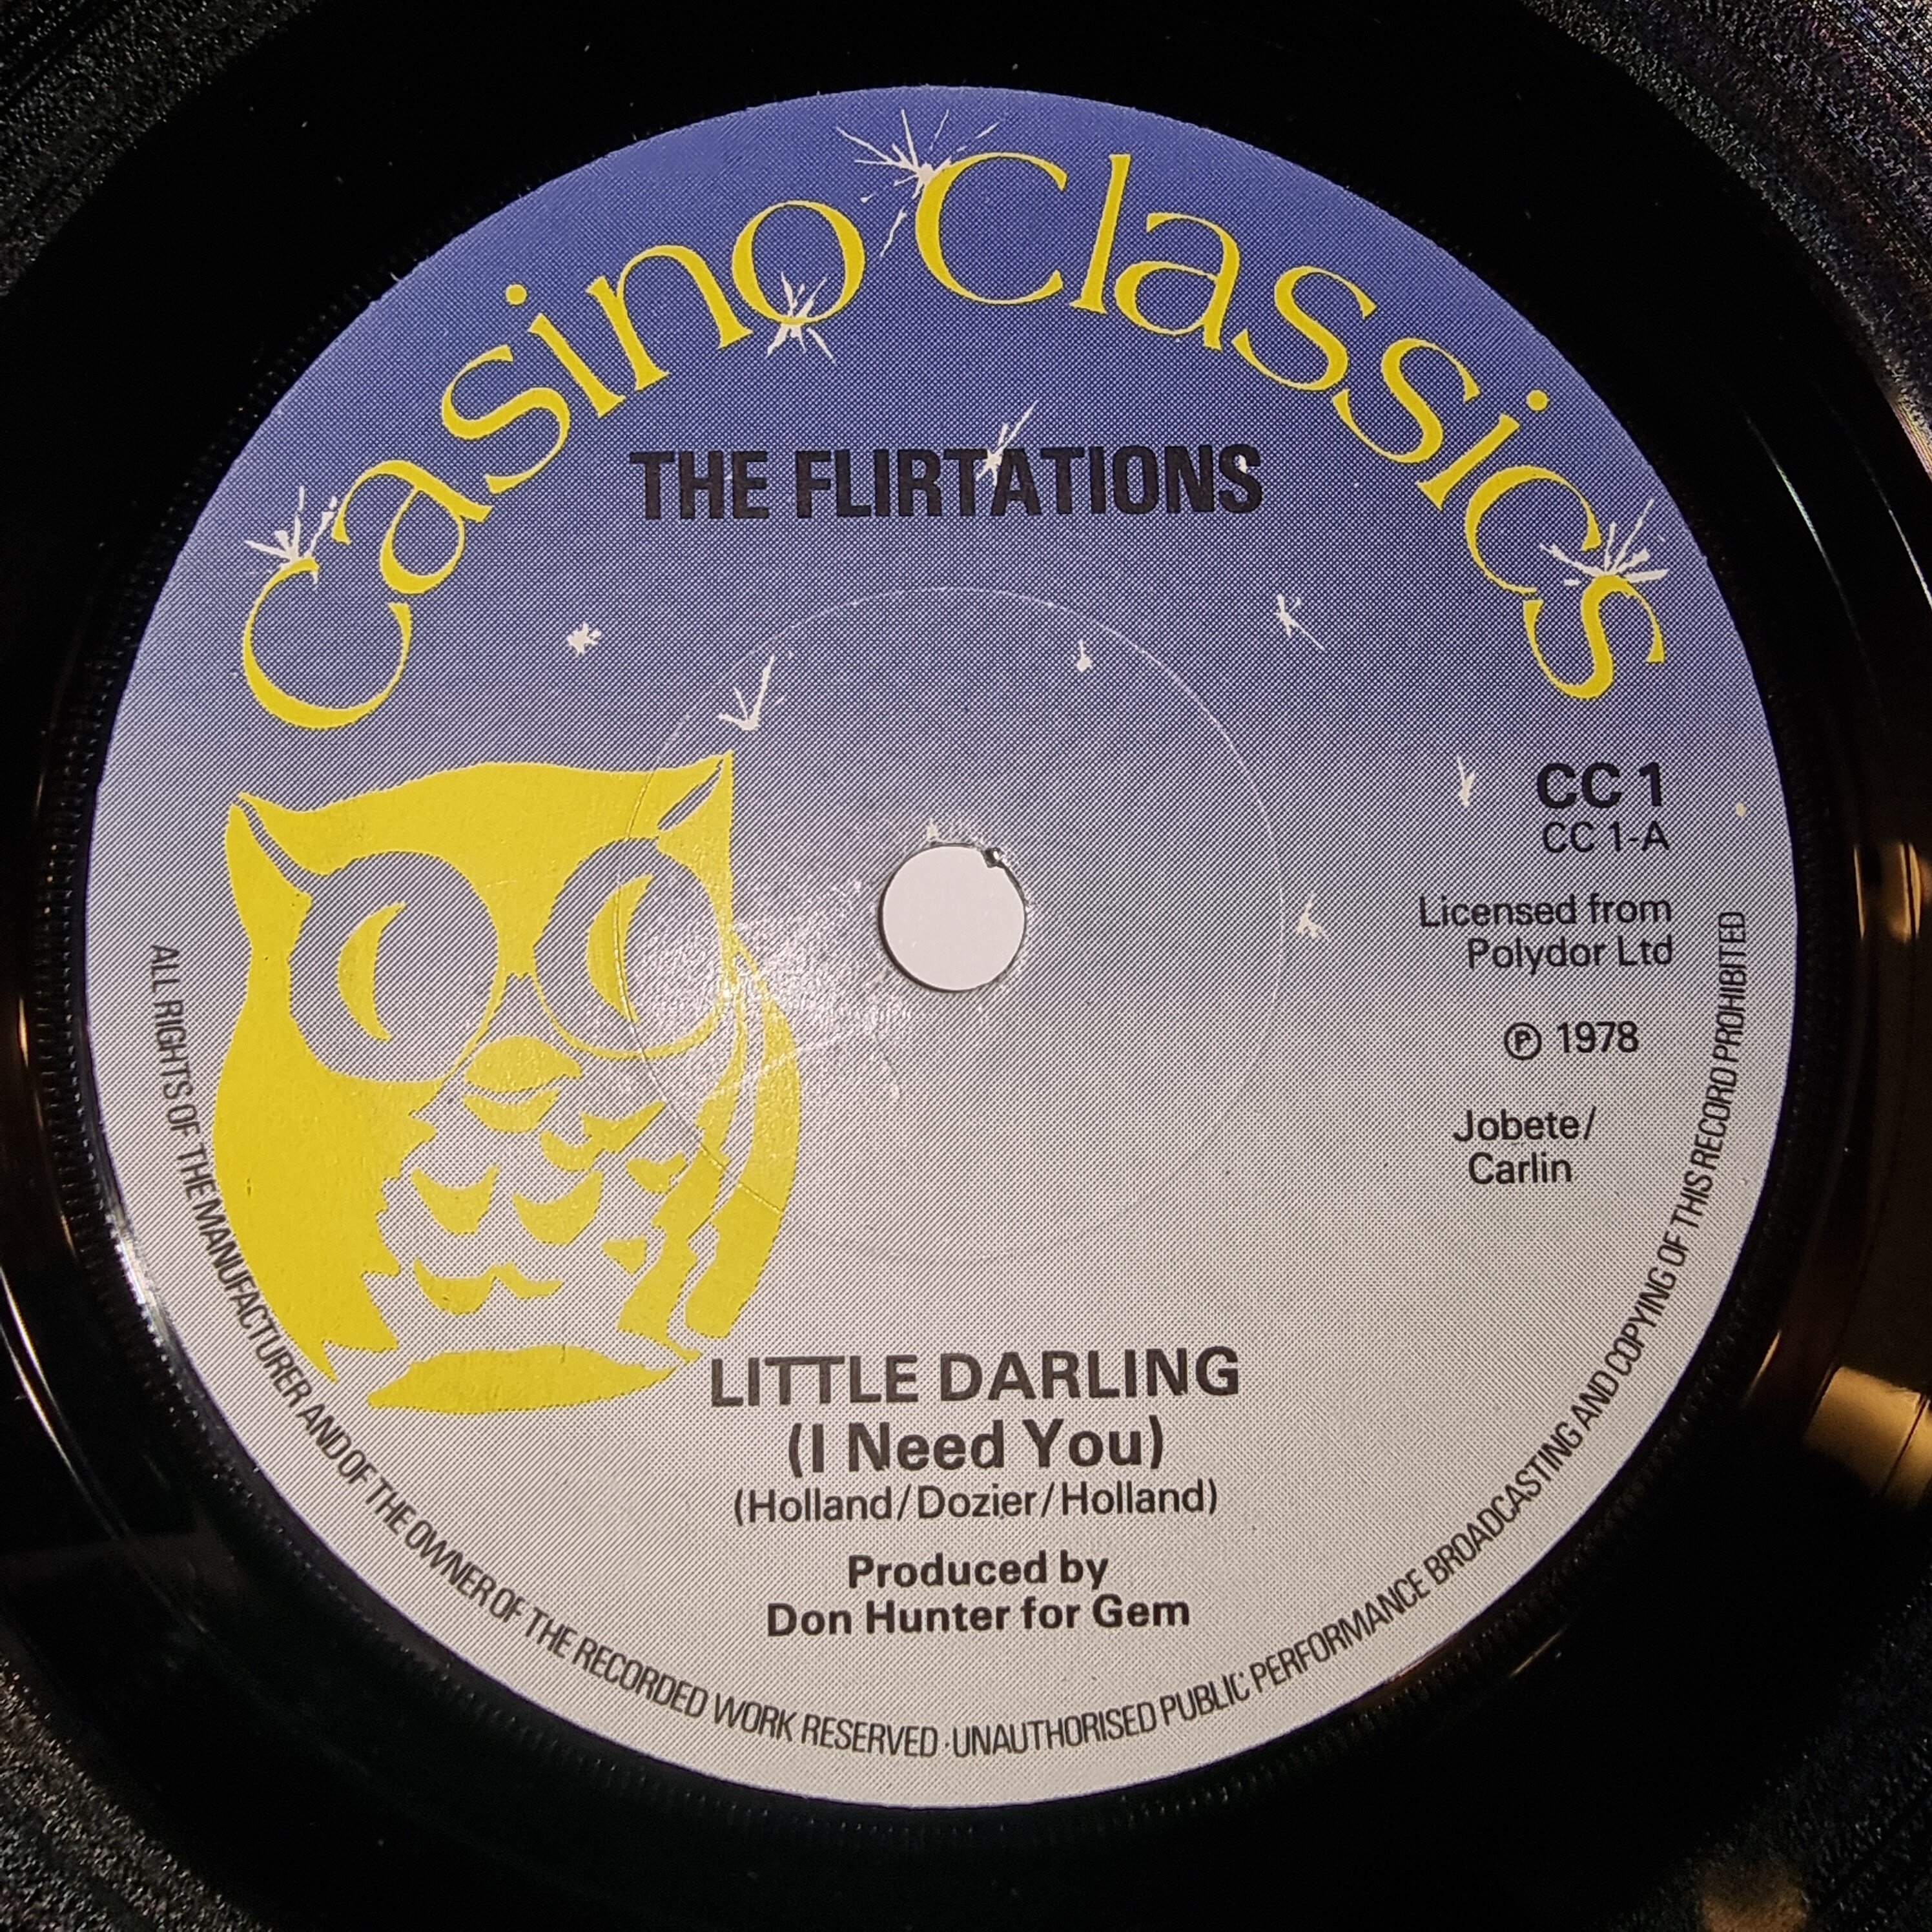 Casino Classics
THE FLIRTATIONS
CC 1
CC 1-A
Licensed from
Polydor Ltd
℗ 1978
Jobete/
Carlin
LITTLE DARLING
(I Need You)
(Holland/Dozier/Holland)
Produced by
Don Hunter for Gem
ALL RIGHTS OF THE MANUFACTURER AND OF THE OWNER OF THE RECORDED WORK RESERVED · UNAUTHORISED PUBLIC PERFORMANCE BROADCASTING AND COPYING OF THIS RECORD PROHIBITED